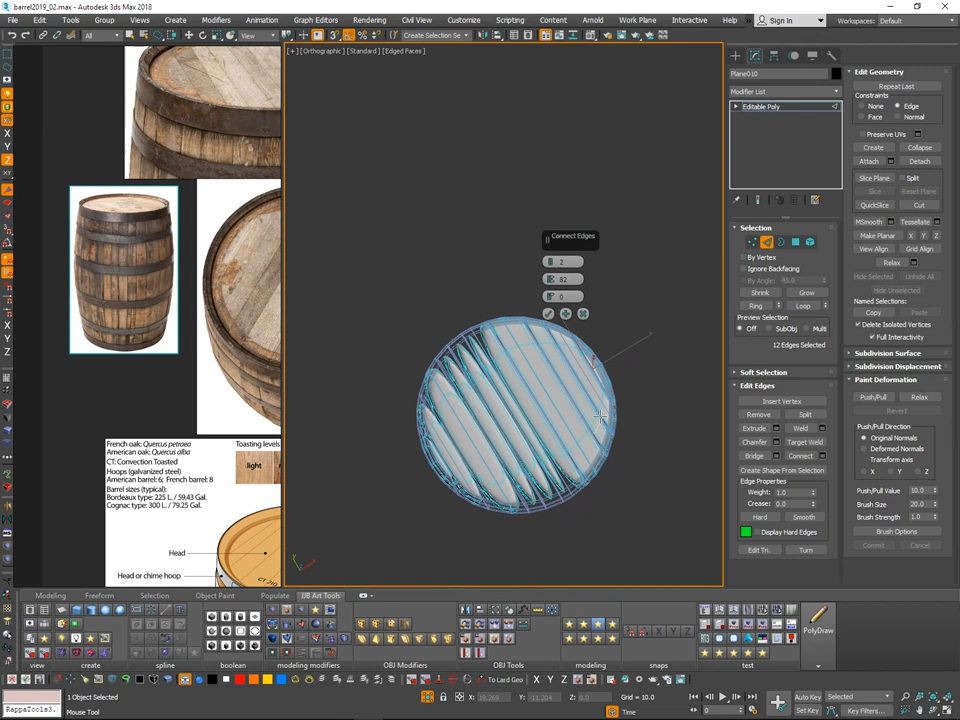 barrel2019_02.max - Autodesk 3ds Max 2018
File Edit Tools Group Views Create Modifiers Animation Graph Editors Rendering Civil View Customize Scripting Content Arnold Max Plane Work Plane Interactive Help Sign In Workspaces: Default
All View Create Selection Se
[+] [Orthographic] [Standard] [Edged Faces]
Connect Edges
2
82
0
French oak: Quercus petraea
American oak: Quercus alba
CT: Convection Toasted
Hoops (galvanized steel)
American barrel: 6; French barrel: 8
Barrel sizes (typical):
Bordeaux type: 225 L. / 59.43 Gal.
Cognac type: 300 L. / 79.25 Gal.
Toasting levels
light
Head
Head or chime hoop
Plane010
Modifier List
Editable Poly
Selection
By Vertex
Ignore Backfacing
By Angle: 45.0
Shrink Grow
Ring Loop
Preview Selection
Off SubObj Multi
12 Edges Selected
Soft Selection
Edit Edges
Insert Vertex
Remove Split
Extrude Weld
Chamfer Target Weld
Bridge Connect
Create Shape From Selection
Edge Properties
Weight: 1.0
Crease: 0.0
Hard Smooth
Display Hard Edges
Edit Tri. Turn
Edit Geometry
Repeat Last
Constraints
None Edge
Face Normal
Preserve UVs
Create Collapse
Attach Detach
Slice Plane Split
Slice Reset Plane
QuickSlice Cut
MSmooth Tessellate
Make Planar X Y Z
View Align Grid Align
Relax
Hide Selected Unhide All
Hide Unselected
Named Selections:
Copy Paste
Delete Isolated Vertices
Full Interactivity
Subdivision Surface
Subdivision Displacement
Paint Deformation
Push/Pull Relax
Revert
Push/Pull Direction
Original Normals
Deformed Normals
Transform axis
X Y Z
Push/Pull Value 10.0
Brush Size 20.0
Brush Strength 1.0
Brush Options
Commit Cancel
Modeling Freeform Selection Object Paint Populate JJB Art Tools
PolyDraw
view create spline boolean modeling modifiers OBJ Modifiers OBJ Tools modeling snaps test
To Lard Geo
1 Object Selected
RappaTools3. Mouse Tool
Grid = 10.0
Time
Auto Key Selected
Set Key Key Filters...